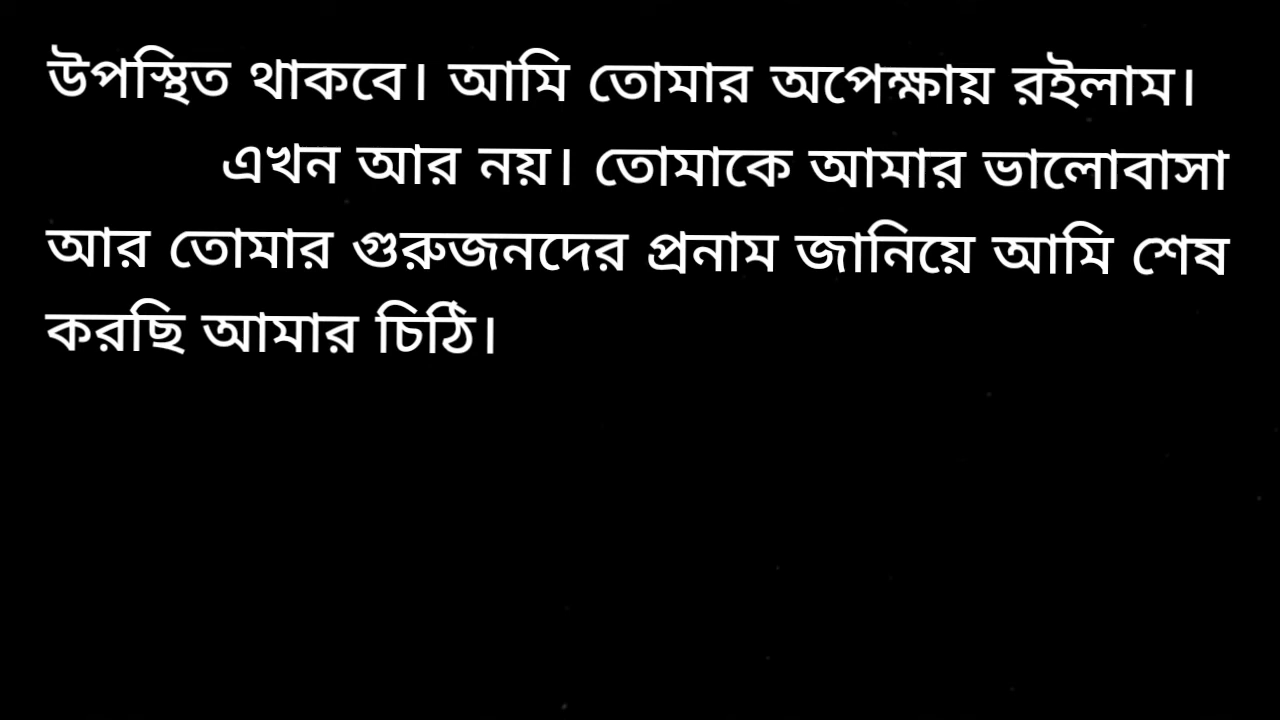 উপস্থিত থাকবে। আমি তোমার অপেক্ষায় রইলাম।
এখন আর নয়। তোমাকে আমার ভালোবাসা
আর তোমার গুরুজনদের প্রনাম জানিয়ে আমি শেষ
করছি আমার চিঠি।